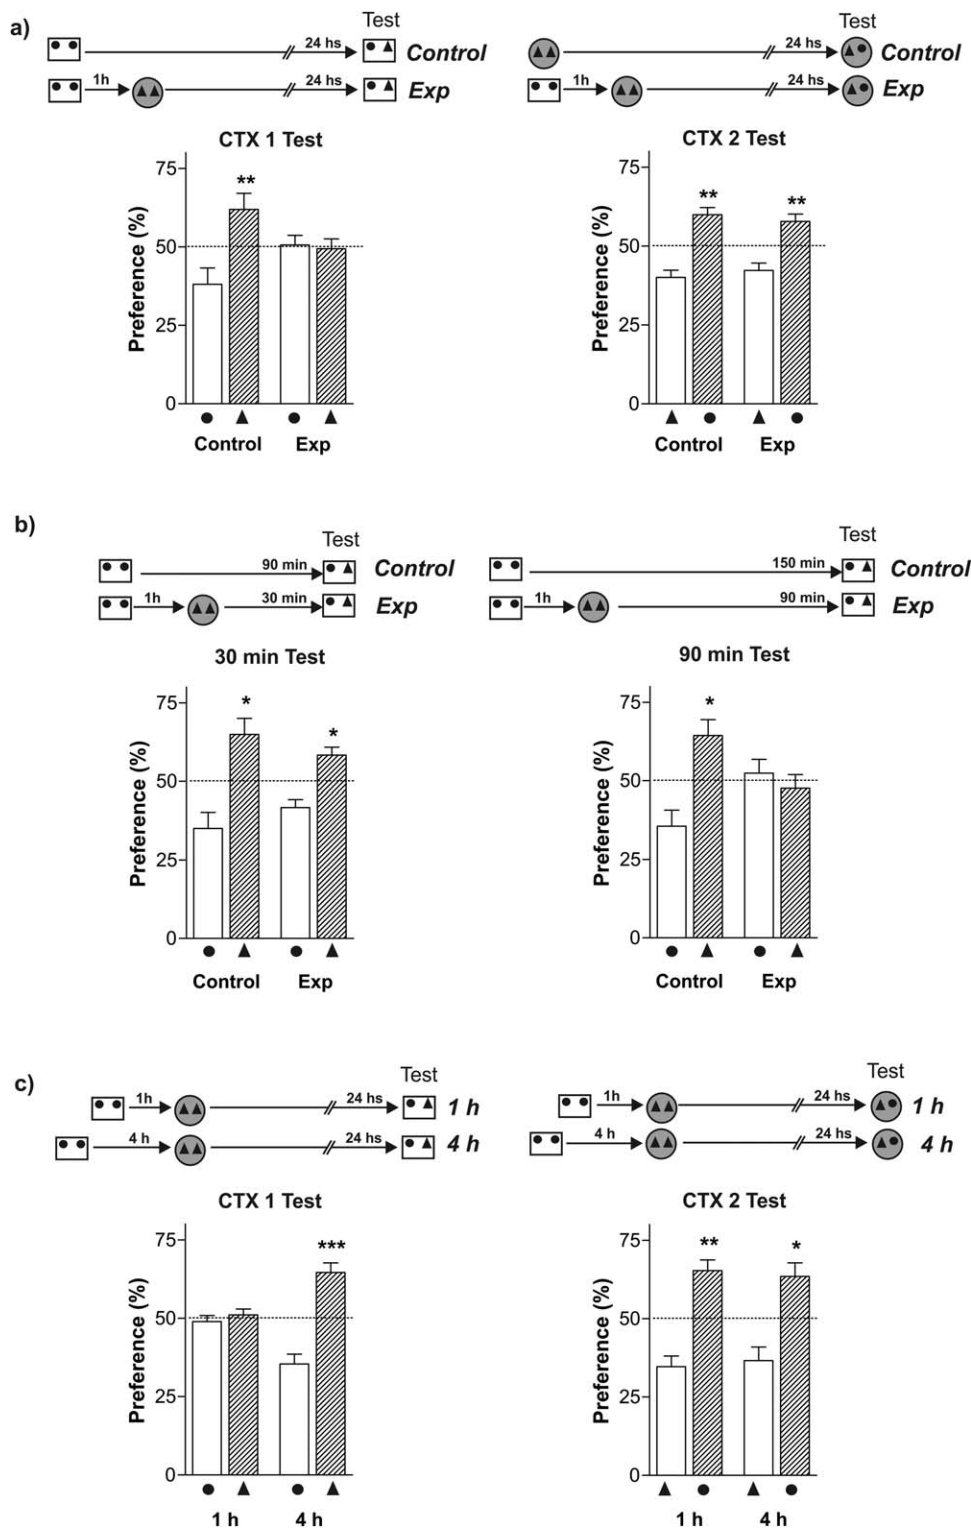 a)
Test
24 hs
Control
1h
24 hs
Exp
Test
24 hs
Control
1h
24 hs
Exp
CTX 1 Test
Preference (%)
75
**
50
25
0
Control Exp
CTX 2 Test
Preference (%)
75
** **
50
25
0
Control Exp
b)
Test
90 min
Control
1h
30 min
Exp
Test
150 min
Control
1h
90 min
Exp
30 min Test
Preference (%)
75
* *
50
25
0
Control Exp
90 min Test
Preference (%)
75
*
50
25
0
Control Exp
c)
Test
1h
24 hs
1 h
4 h
24 hs
4 h
Test
1h
24 hs
1 h
4 h
24 hs
4 h
CTX 1 Test
Preference (%)
75
***
50
25
0
1 h 4 h
CTX 2 Test
Preference (%)
75
** *
50
25
0
1 h 4 h